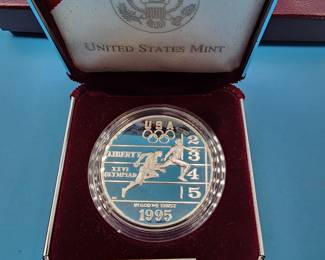 UNITED STATES MINT
USA
LIBERTY
XXVI
OLYMPIAD
2
3
4
5
IN GOD WE TRUST
1995